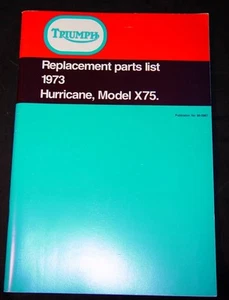 TRIUMPH
Replacement parts list
1973
Hurricane, Model X75.